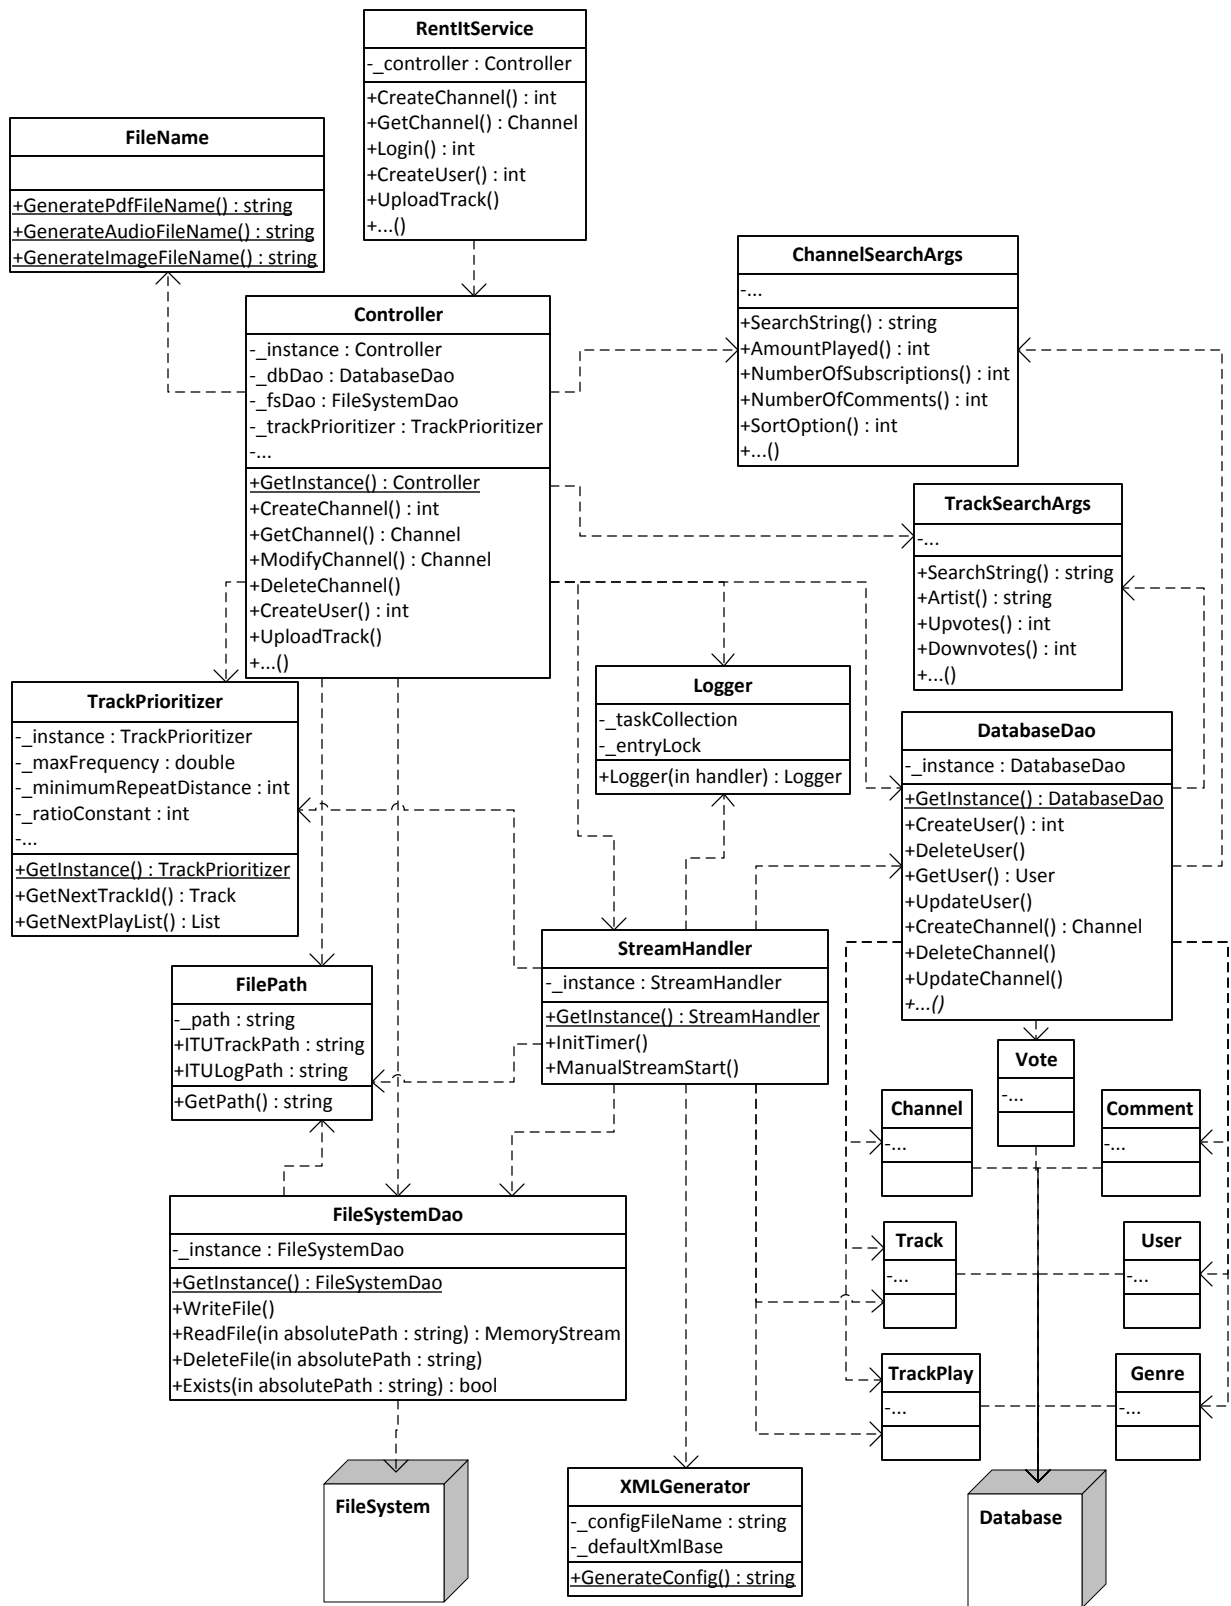 RentItService
-_controller : Controller
+CreateChannel() : int
+GetChannel() : Channel
+Login() : int
+CreateUser() : int
+UploadTrack()
+...()
FileName
+GeneratePdfFileName() : string
+GenerateAudioFileName() : string
+GenerateImageFileName() : string
ChannelSearchArgs
-...
+SearchString() : string
+AmountPlayed() : int
+NumberOfSubscriptions() : int
+NumberOfComments() : int
+SortOption() : int
+...()
Controller
-_instance : Controller
-_dbDao : DatabaseDao
-_fsDao : FileSystemDao
-_trackPrioritizer : TrackPrioritizer
-...
+GetInstance() : Controller
+CreateChannel() : int
+GetChannel() : Channel
+ModifyChannel() : Channel
+DeleteChannel()
+CreateUser() : int
+UploadTrack()
+...()
TrackSearchArgs
-...
+SearchString() : string
+Artist() : string
+Upvotes() : int
+Downvotes() : int
+...()
Logger
-_taskCollection
-_entryLock
+Logger(in handler) : Logger
TrackPrioritizer
-_instance : TrackPrioritizer
-_maxFrequency : double
-_minimumRepeatDistance : int
-_ratioConstant : int
-...
+GetInstance() : TrackPrioritizer
+GetNextTrackId() : Track
+GetNextPlayList() : List
DatabaseDao
-_instance : DatabaseDao
+GetInstance() : DatabaseDao
+CreateUser() : int
+DeleteUser()
+GetUser() : User
+UpdateUser()
+CreateChannel() : Channel
+DeleteChannel()
+UpdateChannel()
+...()
StreamHandler
-_instance : StreamHandler
+GetInstance() : StreamHandler
+InitTimer()
+ManualStreamStart()
FilePath
-_path : string
+ITUTrackPath : string
+ITULogPath : string
+GetPath() : string
Vote
-...
Channel
-...
Comment
-...
FileSystemDao
-_instance : FileSystemDao
+GetInstance() : FileSystemDao
+WriteFile()
+ReadFile(in absolutePath : string) : MemoryStream
+DeleteFile(in absolutePath : string)
+Exists(in absolutePath : string) : bool
Track
-...
User
-...
TrackPlay
-...
Genre
-...
FileSystem
XMLGenerator
-_configFileName : string
-_defaultXmlBase
+GenerateConfig() : string
Database